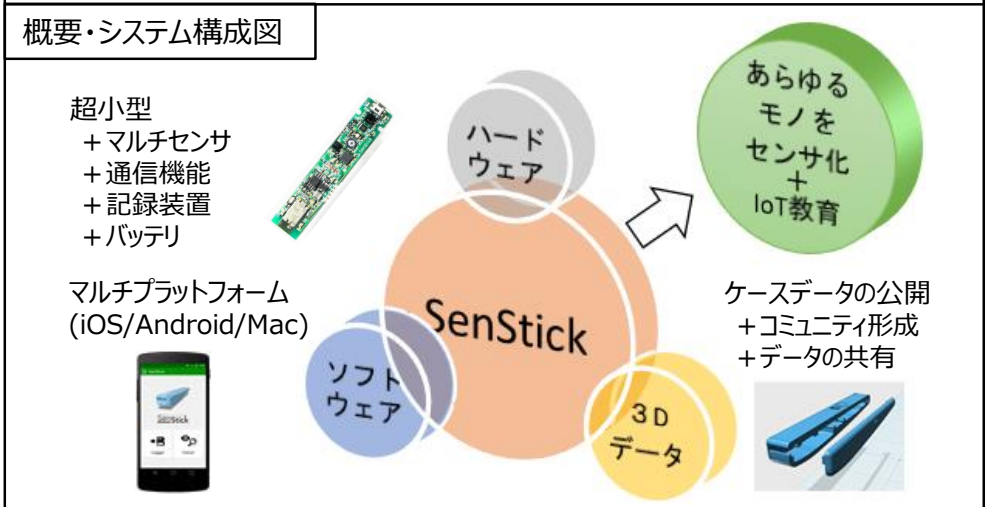 概要・システム構成図
超小型
＋マルチセンサ
＋通信機能
＋記録装置
＋バッテリ
ハード
ウェア
あらゆる
モノを
センサ化
＋
IoT教育
マルチプラットフォーム
(iOS/Android/Mac)
SenStick
ソフト
ウェア
3D
データ
ケースデータの公開
＋コミュニティ形成
＋データの共有
SenStick